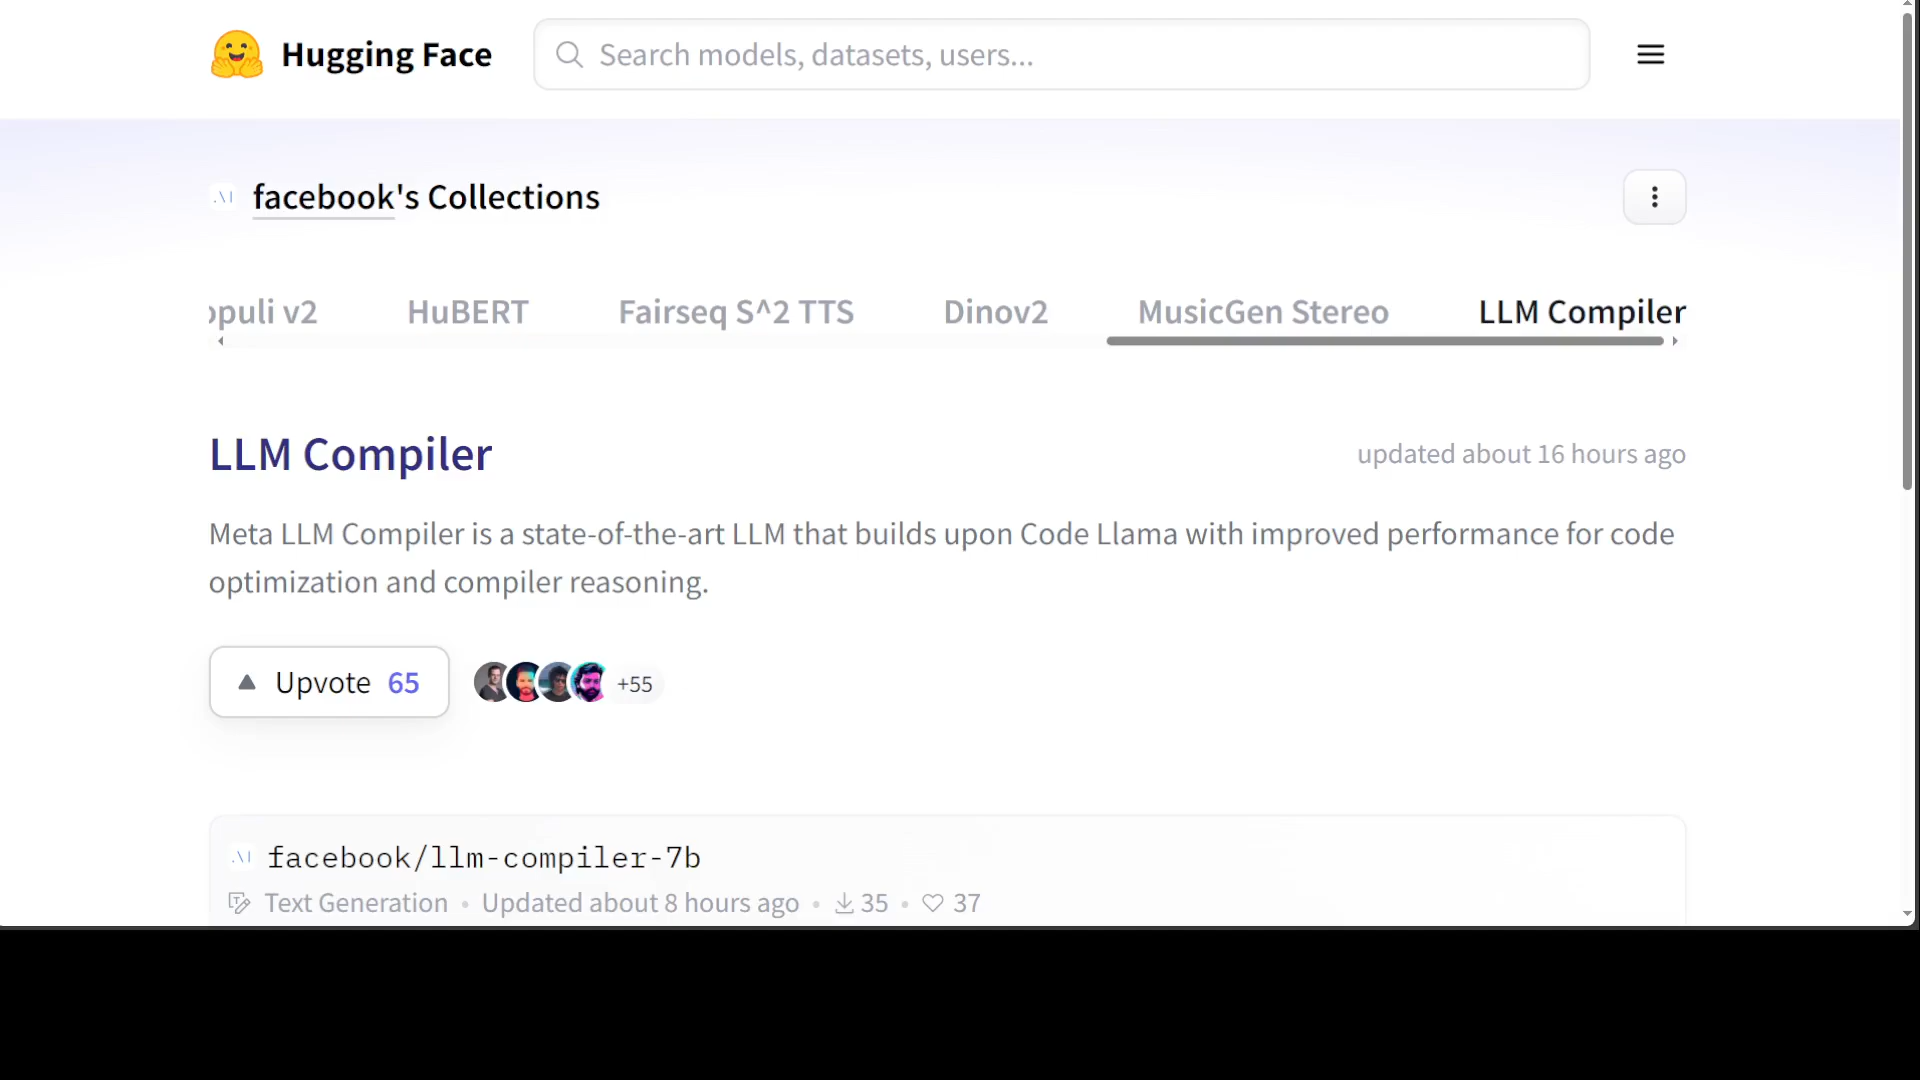 Hugging Face
Search models, datasets, users...
facebook's Collections
opuli v2 HuBERT Fairseq S^2 TTS Dinov2 MusicGen Stereo LLM Compiler
LLM Compiler
updated about 16 hours ago
Meta LLM Compiler is a state-of-the-art LLM that builds upon Code Llama with improved performance for code
optimization and compiler reasoning.
Upvote 65 +55
facebook/llm-compiler-7b
Text Generation • Updated about 8 hours ago • 35 • 37